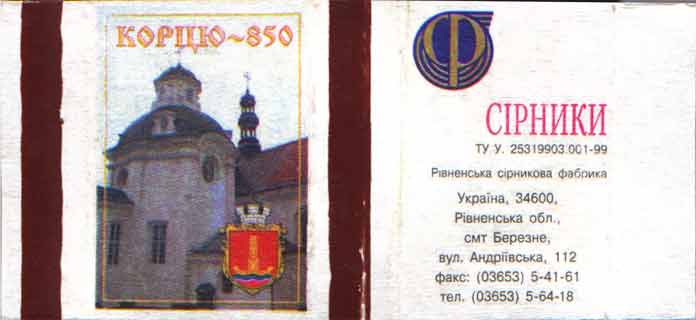 КОРЦЮ~850
СІРНИКИ
ТУ У. 25319903.001-99
Рівненська сірникова фабрика
Україна, 34600,
Рівненська обл.,
смт Березне,
вул. Андріївська, 112
факс: (03653) 5-41-61
тел. (03653) 5-64-18